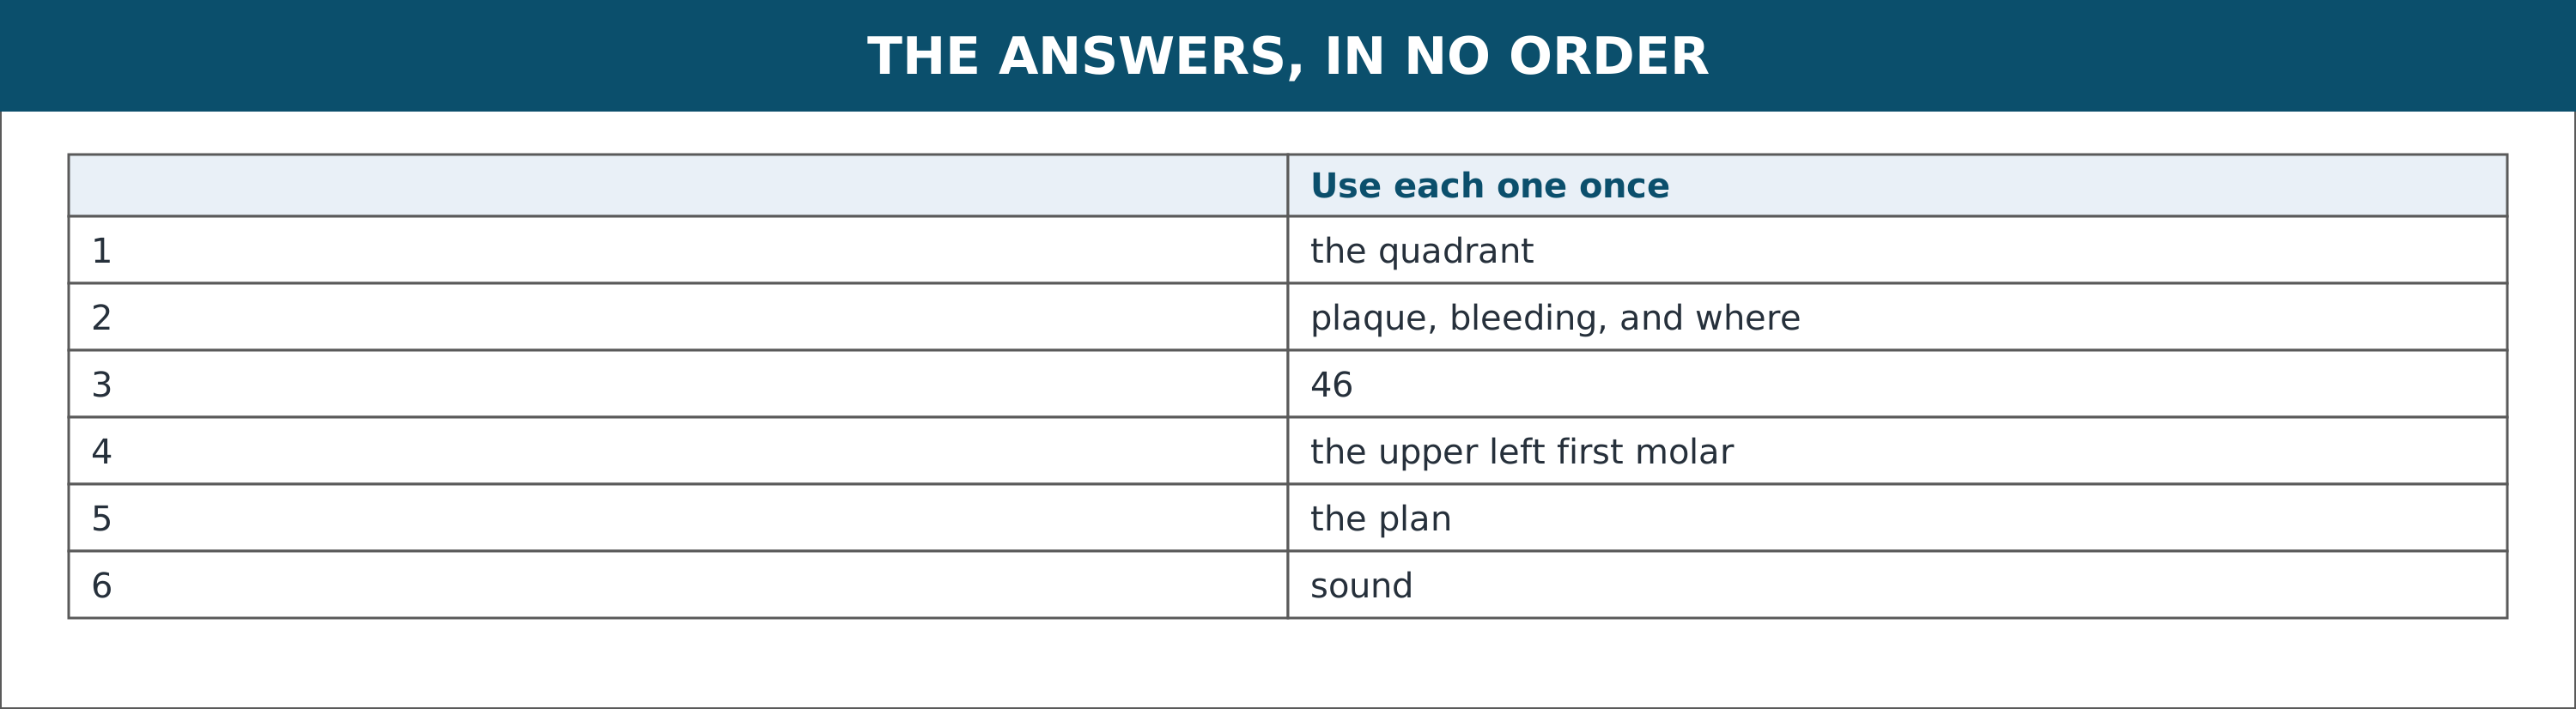 THE ANSWERS, IN NO ORDER
Use each one once
1 the quadrant
2 plaque, bleeding, and where
3 46
4 the upper left first molar
5 the plan
6 sound